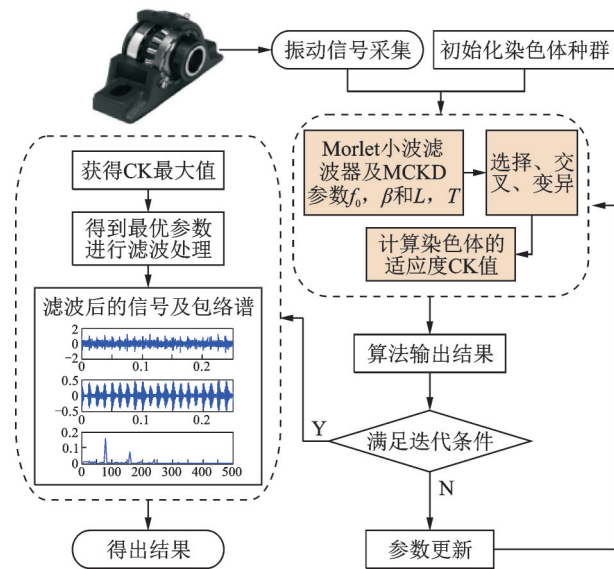 振动信号采集
初始化染色体种群
Morlet小波滤
波器及MCKD
参数f₀，β和L，T
选择、交
叉、变异
计算染色体的
适应度CK值
算法输出结果
满足迭代条件
Y
N
参数更新
获得CK最大值
得到最优参数
进行滤波处理
滤波后的信号及包络谱
2
0
−2
0 0.1 0.2
0.5
0
−0.5
0 0.1 0.2
0.2
0.1
0
0 100 200 300 400 500
得出结果